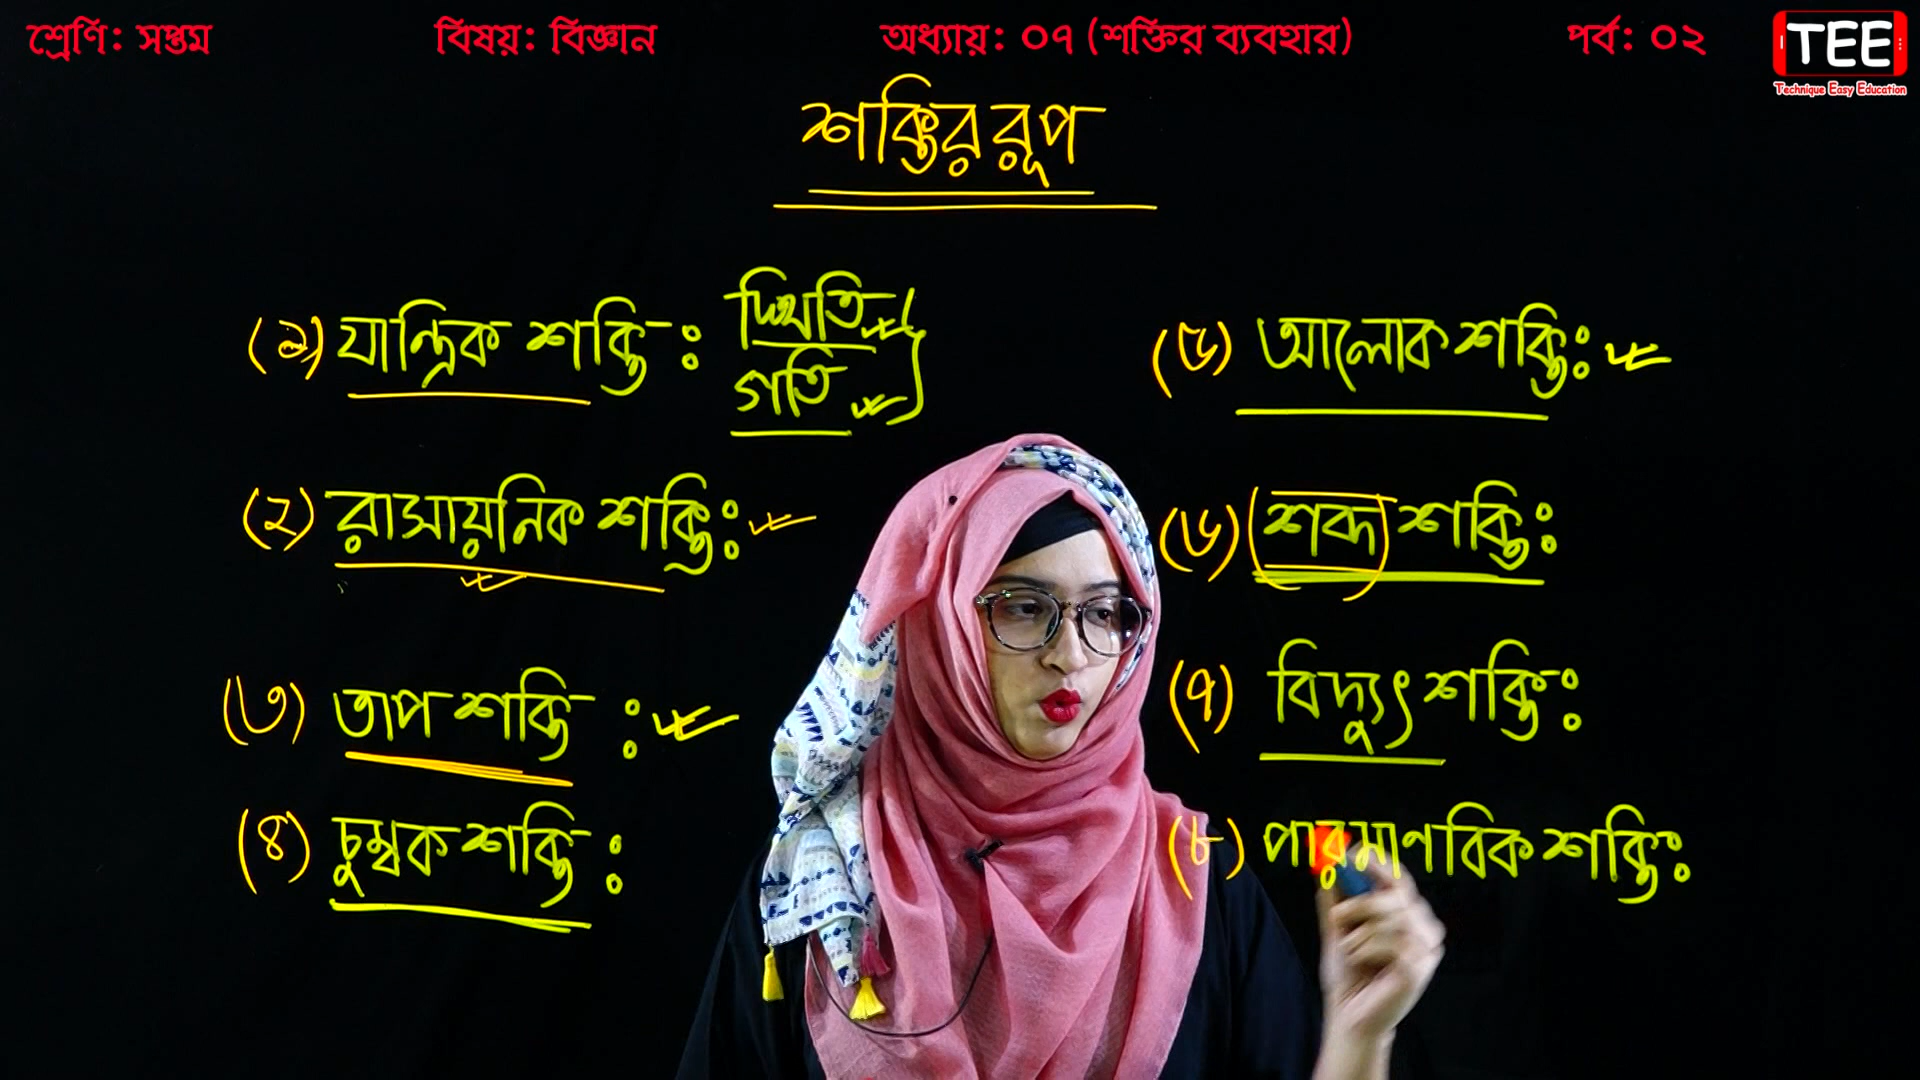 শ্রেণি: সপ্তম
বিষয়: বিজ্ঞান
অধ্যায়: ০৭ (শক্তির ব্যবহার)
পর্ব: ০২
TEE
Technique Easy Education
শক্তির রূপ
(১) যান্ত্রিক শক্তি : স্থিতি
গতি
(২) রাসায়নিক শক্তি:
(৩) তাপ শক্তি :
(৪) চুম্বক শক্তি :
(৫) আলোক শক্তি:
(৬) শব্দ শক্তি:
(৭) বিদ্যুৎ শক্তি:
(৮) পারমাণবিক শক্তি: